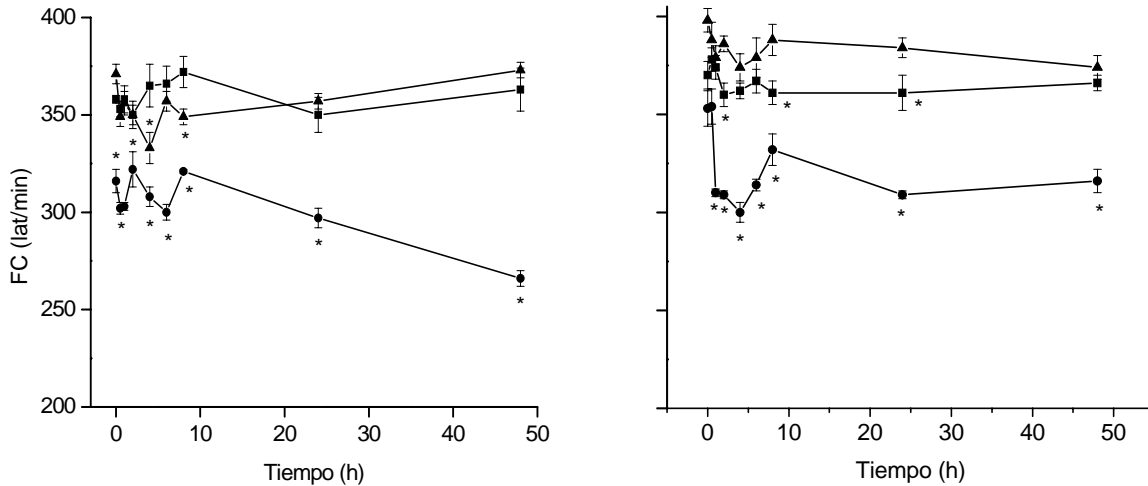 400
350
300
250
200
FC (lat/min)
0 10 20 30 40 50
Tiempo (h)
* * * * * * * * * *
0 10 20 30 40 50
Tiempo (h)
* * * * * * * * * *